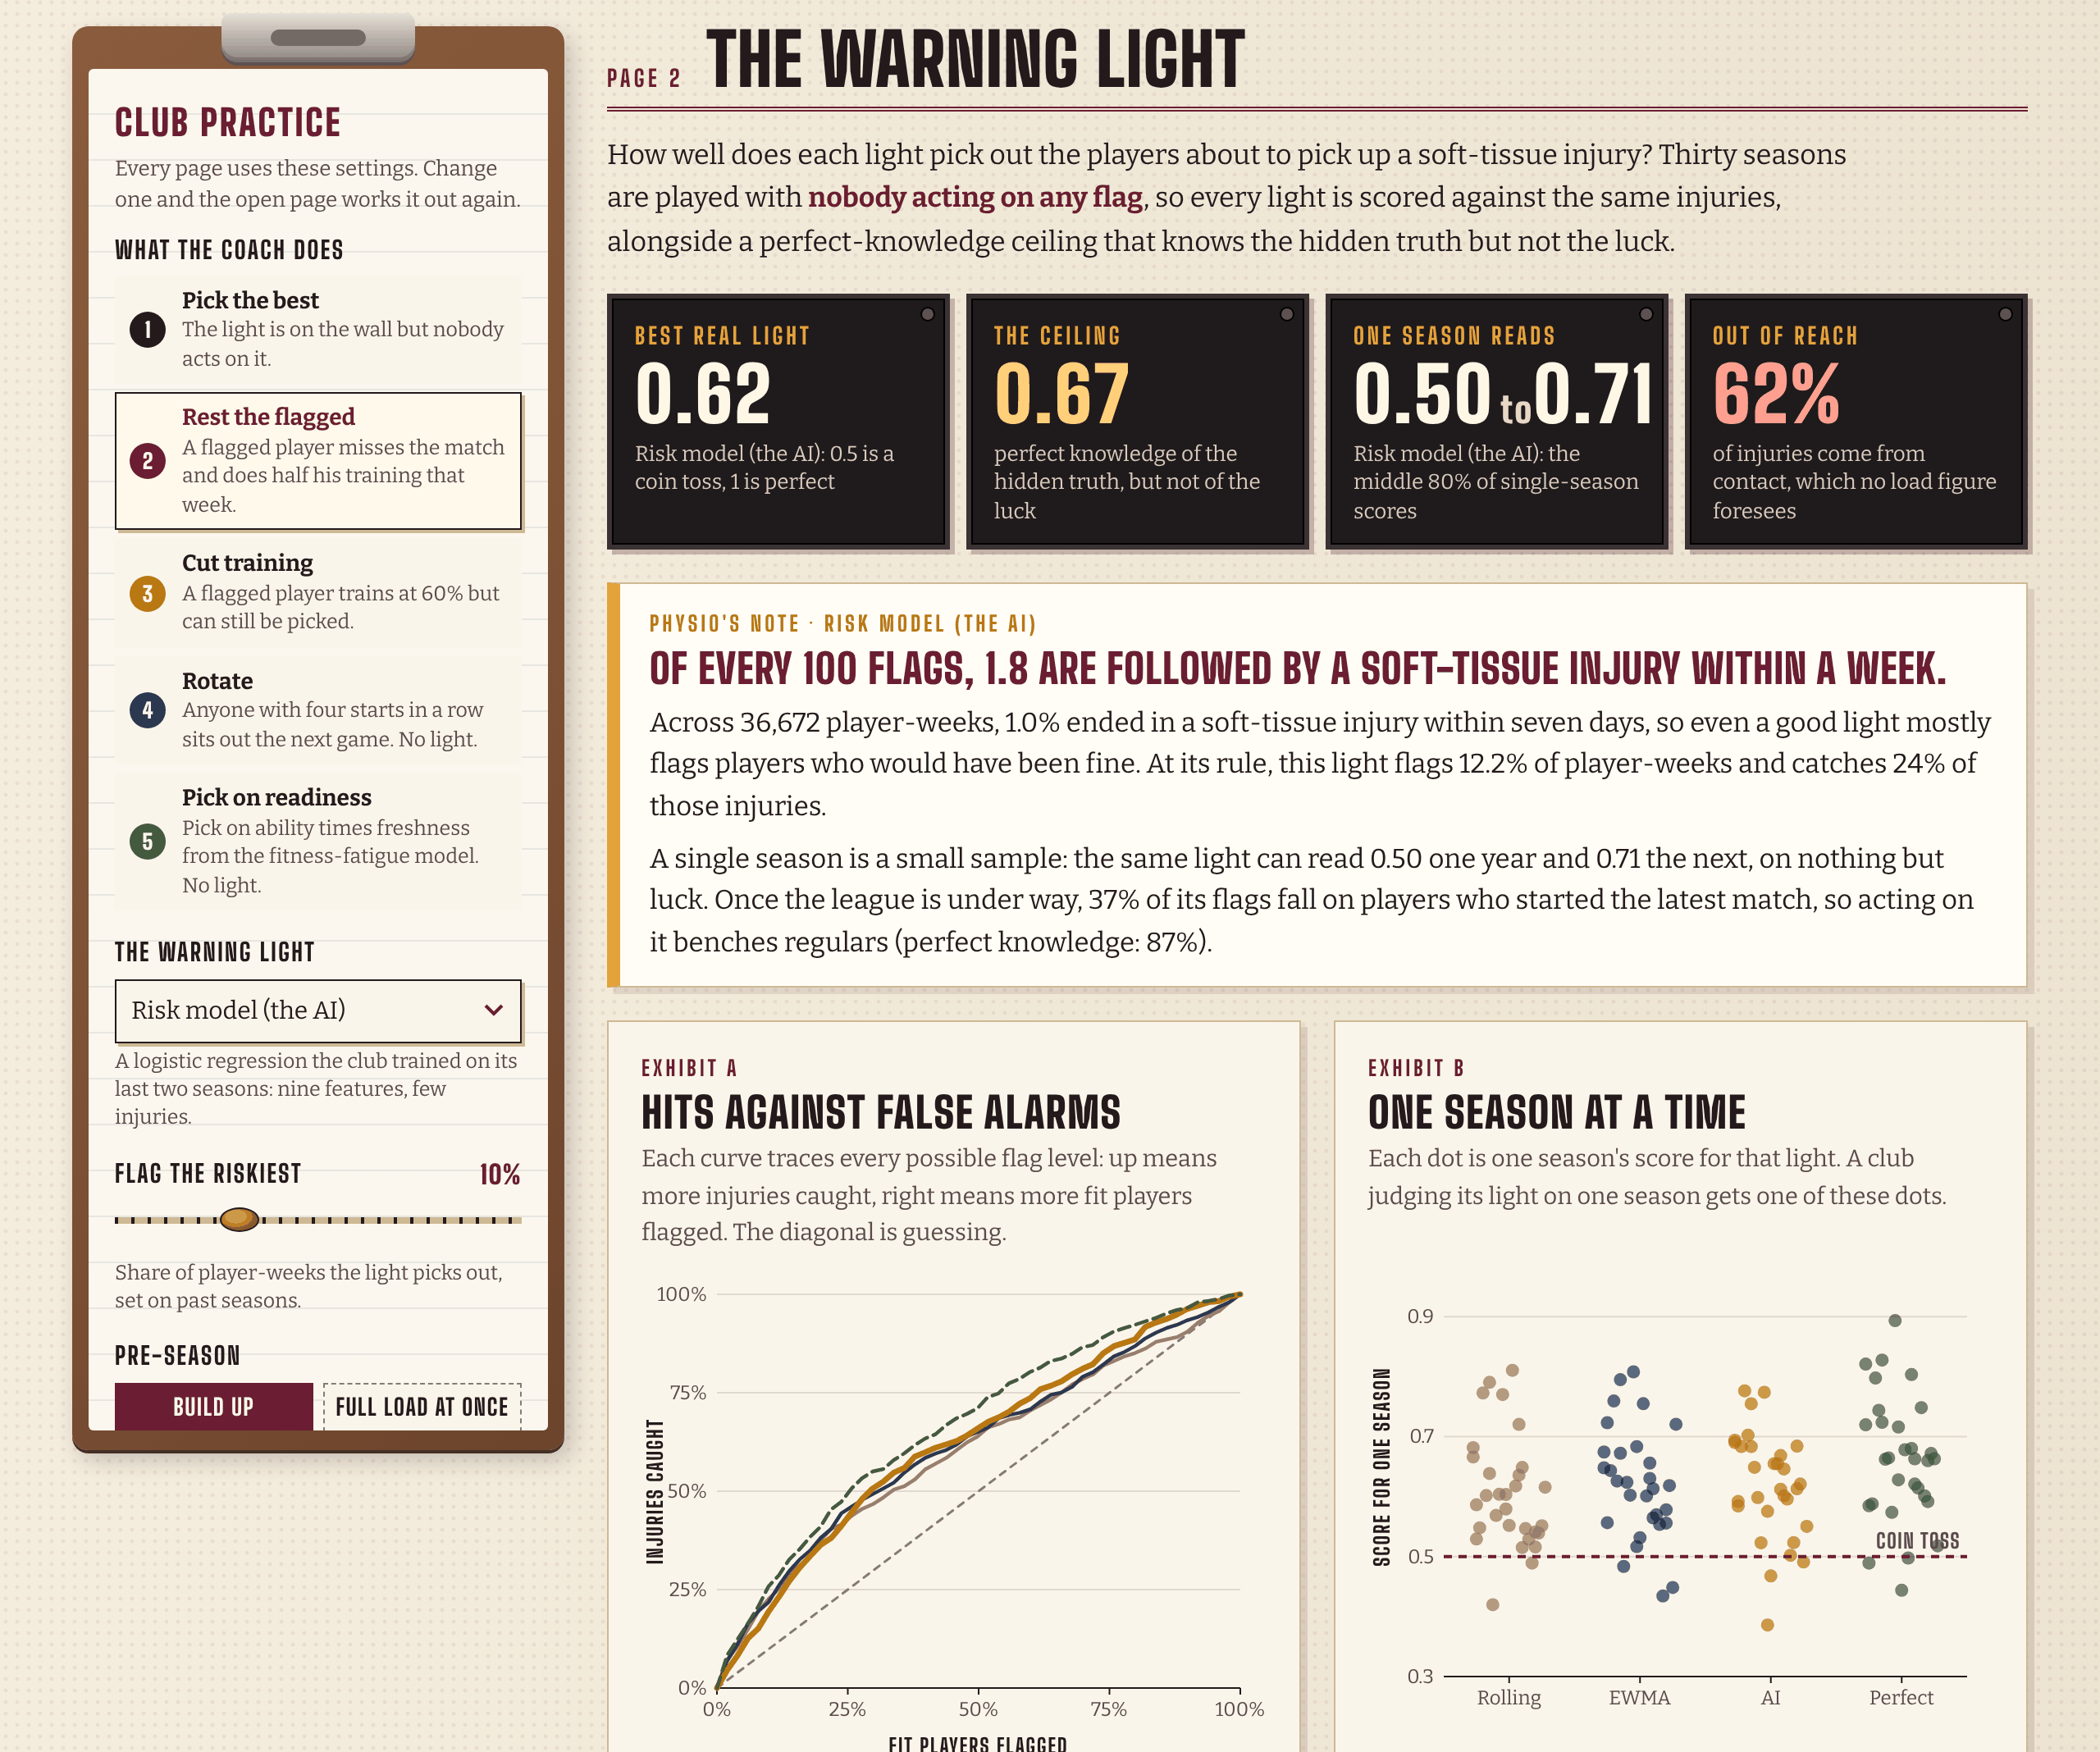 CLUB PRACTICE
Every page uses these settings. Change
one and the open page works it out again.
WHAT THE COACH DOES
1
Pick the best
The light is on the wall but nobody
acts on it.
2
Rest the flagged
A flagged player misses the match
and does half his training that
week.
3
Cut training
A flagged player trains at 60% but
can still be picked.
4
Rotate
Anyone with four starts in a row
sits out the next game. No light.
5
Pick on readiness
Pick on ability times freshness
from the fitness-fatigue model.
No light.
THE WARNING LIGHT
Risk model (the AI)
A logistic regression the club trained on its
last two seasons: nine features, few
injuries.
FLAG THE RISKIEST 10%
Share of player-weeks the light picks out,
set on past seasons.
PRE-SEASON
BUILD UP
FULL LOAD AT ONCE
PAGE 2 THE WARNING LIGHT
How well does each light pick out the players about to pick up a soft-tissue injury? Thirty seasons
are played with nobody acting on any flag, so every light is scored against the same injuries,
alongside a perfect-knowledge ceiling that knows the hidden truth but not the luck.
BEST REAL LIGHT
0.62
Risk model (the AI): 0.5 is a
coin toss, 1 is perfect
THE CEILING
0.67
perfect knowledge of the
hidden truth, but not of the
luck
ONE SEASON READS
0.50 to 0.71
Risk model (the AI): the
middle 80% of single-season
scores
OUT OF REACH
62%
of injuries come from
contact, which no load figure
foresees
PHYSIO'S NOTE · RISK MODEL (THE AI)
OF EVERY 100 FLAGS, 1.8 ARE FOLLOWED BY A SOFT-TISSUE INJURY WITHIN A WEEK.
Across 36,672 player-weeks, 1.0% ended in a soft-tissue injury within seven days, so even a good light mostly
flags players who would have been fine. At its rule, this light flags 12.2% of player-weeks and catches 24% of
those injuries.
A single season is a small sample: the same light can read 0.50 one year and 0.71 the next, on nothing but
luck. Once the league is under way, 37% of its flags fall on players who started the latest match, so acting on
it benches regulars (perfect knowledge: 87%).
EXHIBIT A
HITS AGAINST FALSE ALARMS
Each curve traces every possible flag level: up means
more injuries caught, right means more fit players
flagged. The diagonal is guessing.
INJURIES CAUGHT
100%
75%
50%
25%
0%
0% 25% 50% 75% 100%
FIT PLAYERS FLAGGED
EXHIBIT B
ONE SEASON AT A TIME
Each dot is one season's score for that light. A club
judging its light on one season gets one of these dots.
SCORE FOR ONE SEASON
0.9
0.7
COIN TOSS
0.5
0.3
Rolling EWMA AI Perfect